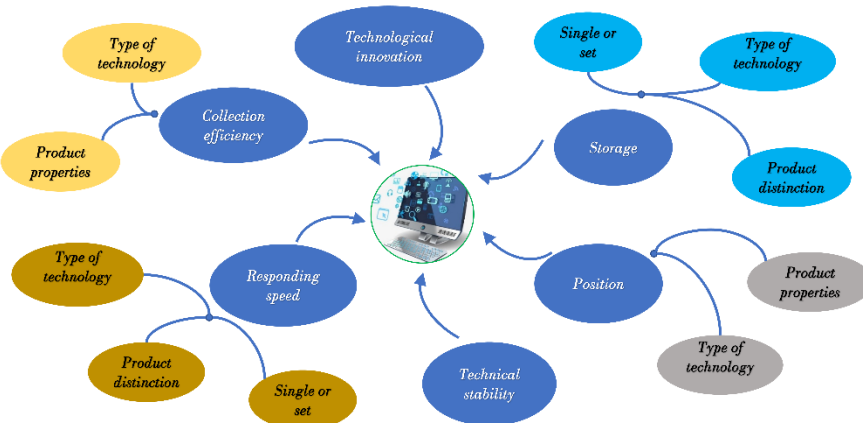 Type of
technology
Product
properties
Collection
efficiency
Technological
innovation
Single or
set
Type of
technology
Product
distinction
Storage
Type of
technology
Product
distinction
Single or
set
Responding
speed
Technical
stability
Position
Product
properties
Type of
technology